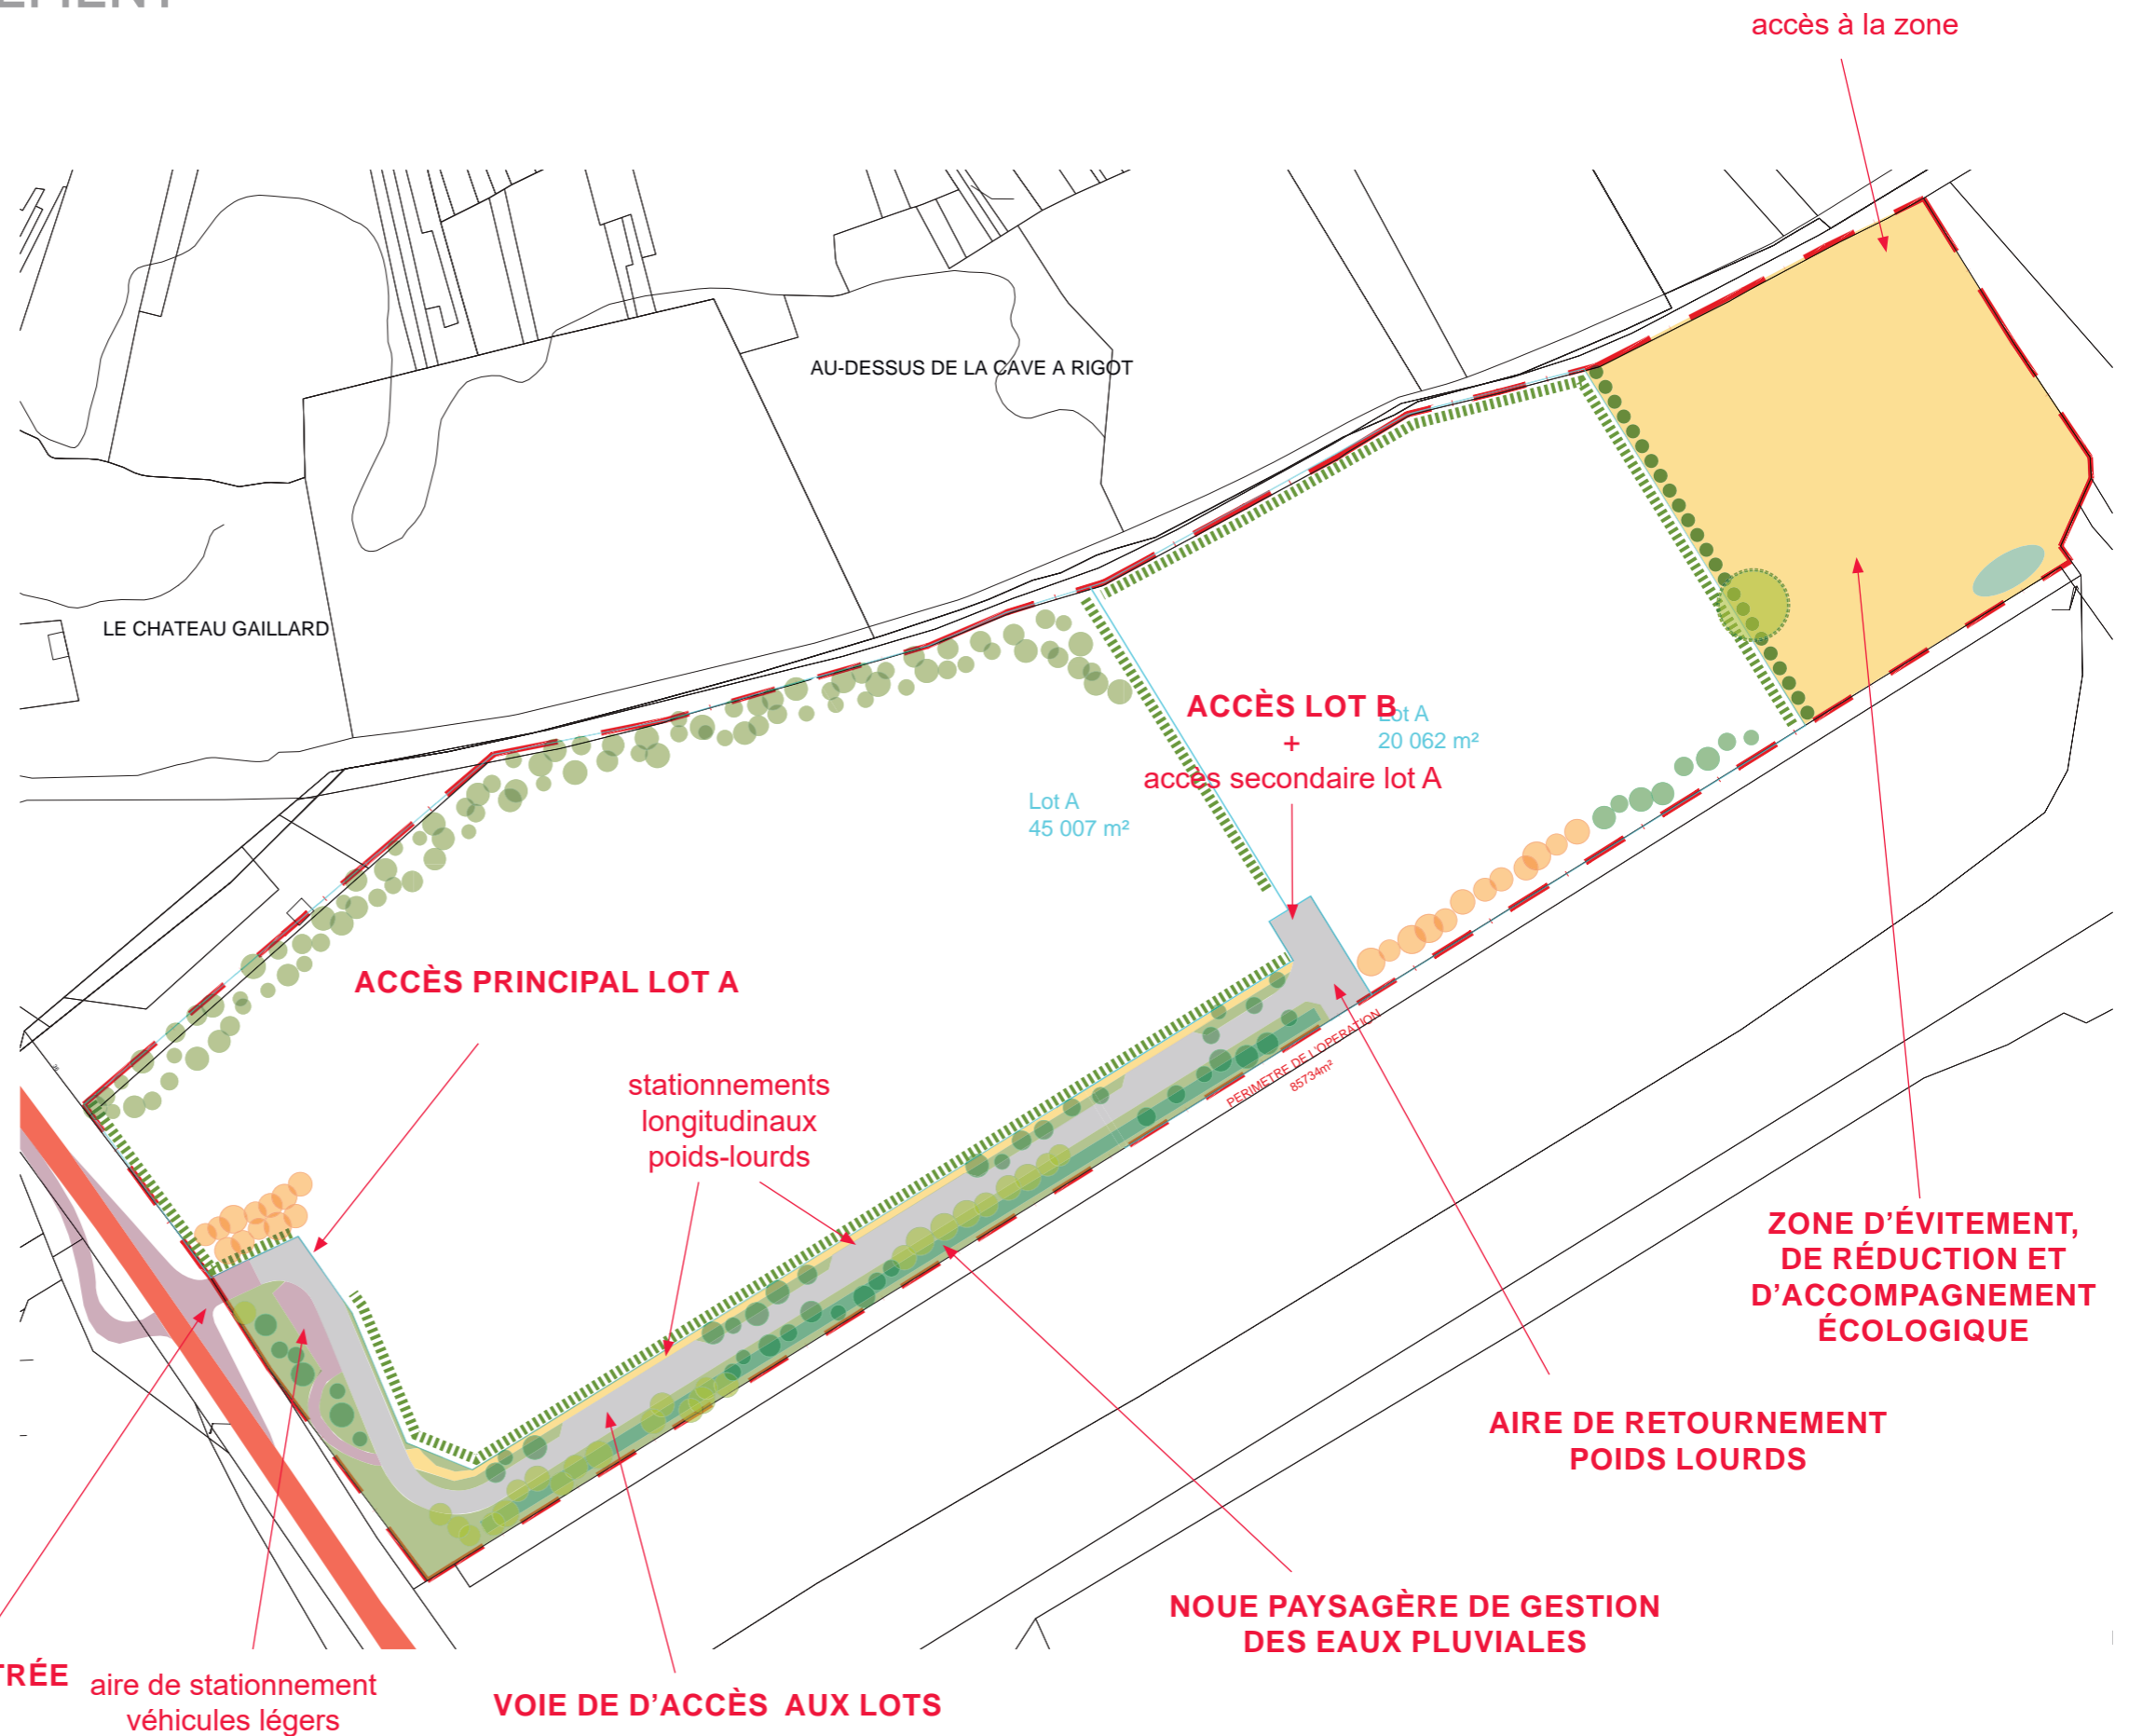 accès à la zone
AU-DESSUS DE LA CAVE A RIGOT
LE CHATEAU GAILLARD
ACCÈS LOT B
+
accès secondaire lot A
Lot A
20 062 m²
Lot A
45 007 m²
ACCÈS PRINCIPAL LOT A
stationnements
longitudinaux
poids-lourds
PERIMETRE DE L'OPERATION
85734m²
ZONE D'ÉVITEMENT,
DE RÉDUCTION ET
D'ACCOMPAGNEMENT
ÉCOLOGIQUE
AIRE DE RETOURNEMENT
POIDS LOURDS
NOUE PAYSAGÈRE DE GESTION
DES EAUX PLUVIALES
TRÉE
aire de stationnement
véhicules légers
VOIE DE D'ACCÈS AUX LOTS